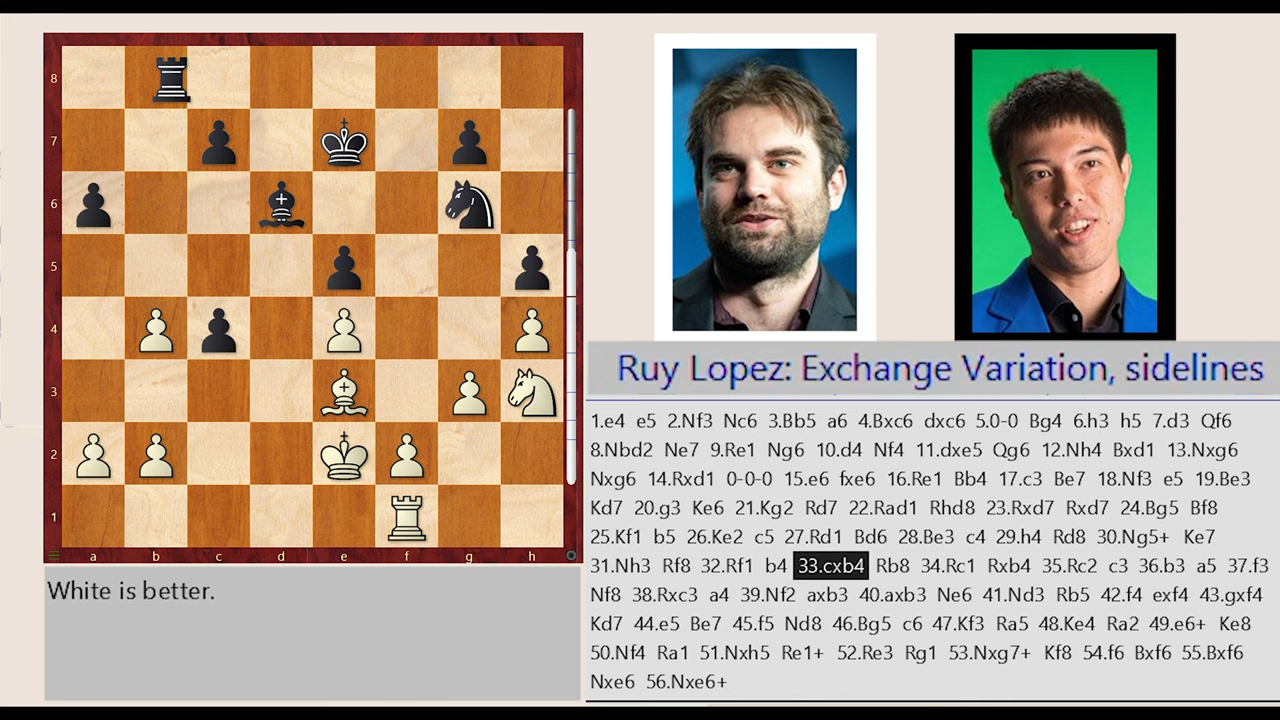 8
7
6
5
4
3
2
1
a b c d e f g h
White is better.
Ruy Lopez: Exchange Variation, sidelines
1.e4 e5 2.Nf3 Nc6 3.Bb5 a6 4.Bxc6 dxc6 5.0-0 Bg4 6.h3 h5 7.d3 Qf6
8.Nbd2 Ne7 9.Re1 Ng6 10.d4 Nf4 11.dxe5 Qg6 12.Nh4 Bxd1 13.Nxg6
Nxg6 14.Rxd1 0-0-0 15.e6 fxe6 16.Re1 Bb4 17.c3 Be7 18.Nf3 e5 19.Be3
Kd7 20.g3 Ke6 21.Kg2 Rd7 22.Rad1 Rhd8 23.Rxd7 Rxd7 24.Bg5 Bf8
25.Kf1 b5 26.Ke2 c5 27.Rd1 Bd6 28.Be3 c4 29.h4 Rd8 30.Ng5+ Ke7
31.Nh3 Rf8 32.Rf1 b4 33.cxb4 Rb8 34.Rc1 Rxb4 35.Rc2 c3 36.b3 a5 37.f3
Nf8 38.Rxc3 a4 39.Nf2 axb3 40.axb3 Ne6 41.Nd3 Rb5 42.f4 exf4 43.gxf4
Kd7 44.e5 Be7 45.f5 Nd8 46.Bg5 c6 47.Kf3 Ra5 48.Ke4 Ra2 49.e6+ Ke8
50.Nf4 Ra1 51.Nxh5 Re1+ 52.Re3 Rg1 53.Nxg7+ Kf8 54.f6 Bxf6 55.Bxf6
Nxe6 56.Nxe6+